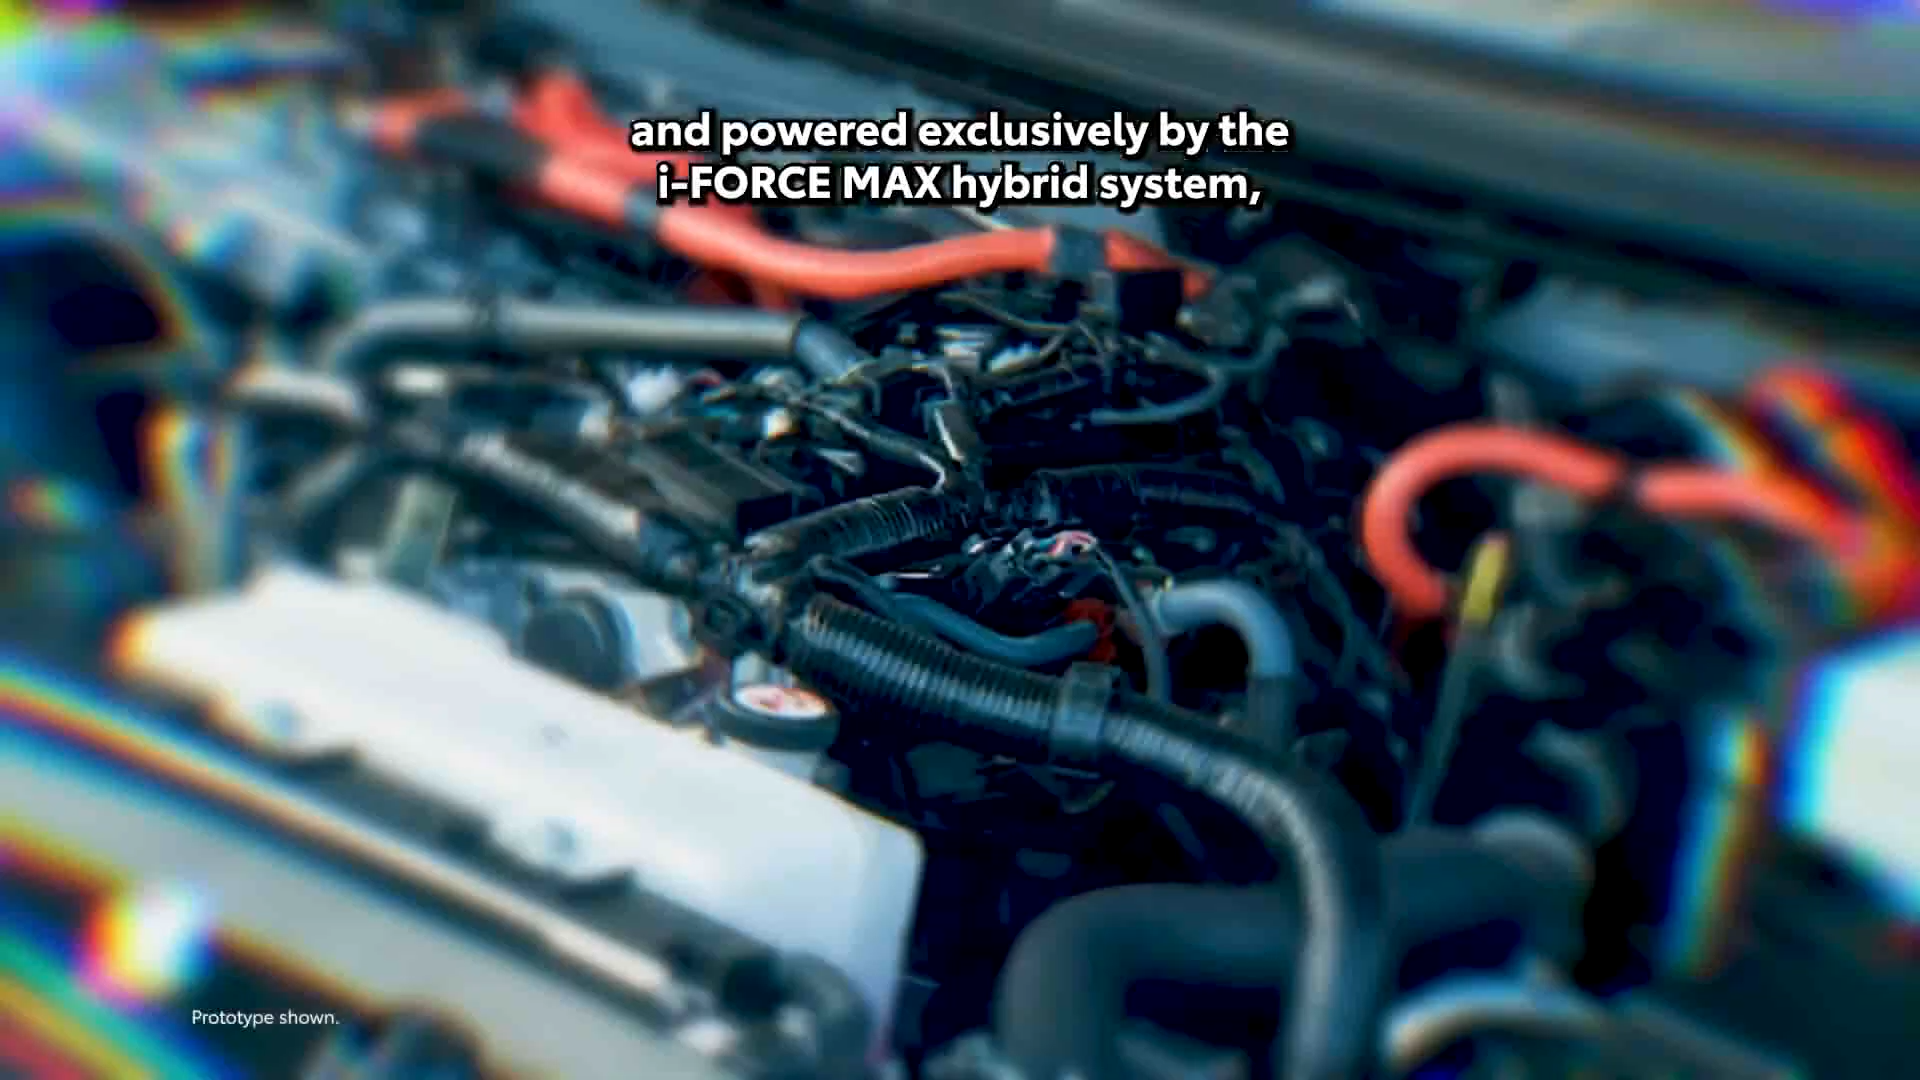 and powered exclusively by the
i-FORCE MAX hybrid system,
Prototype shown.